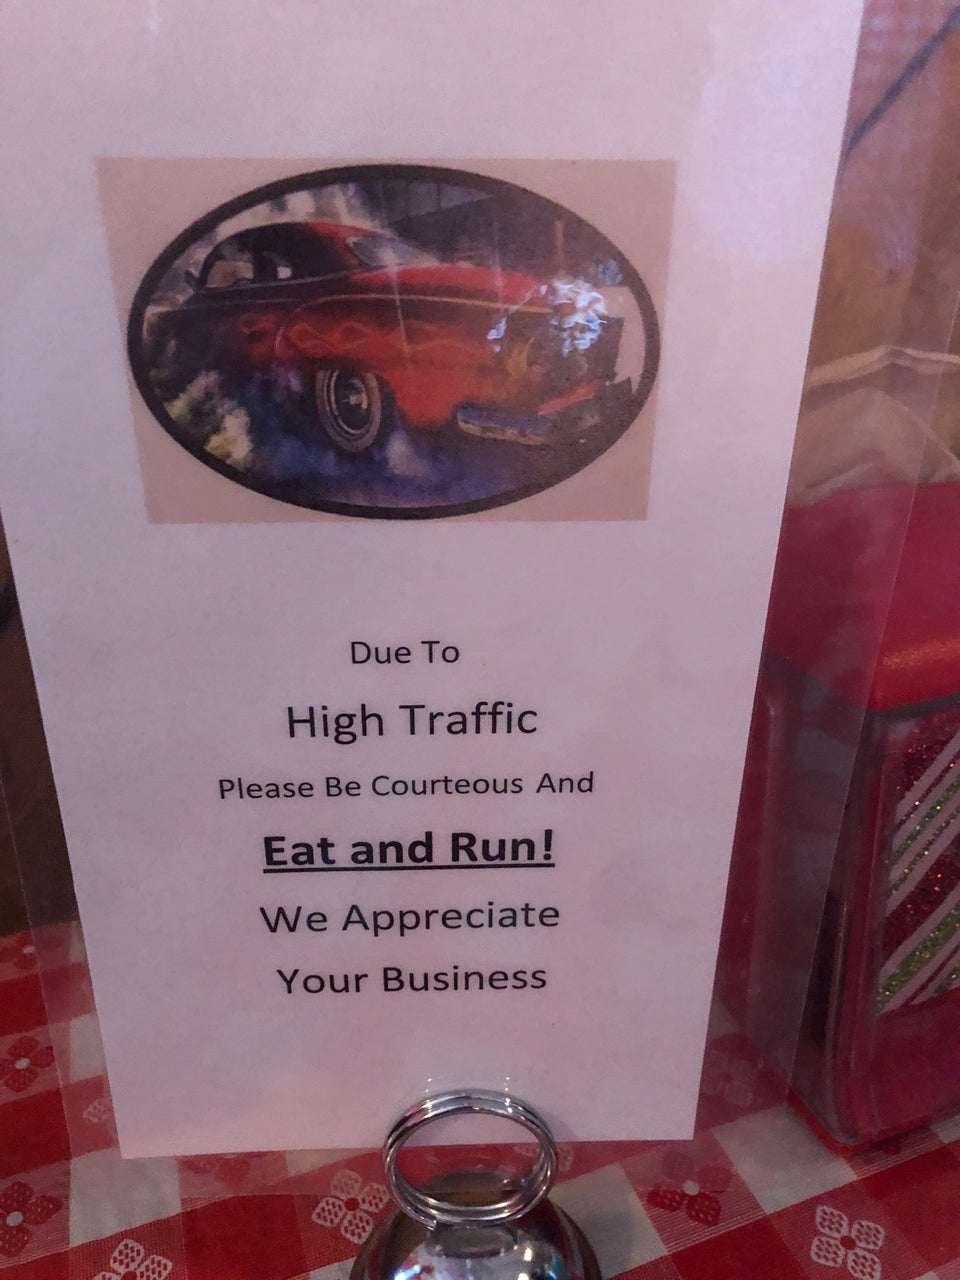 Due To
High Traffic
Please Be Courteous And
Eat and Run!
We Appreciate
Your Business